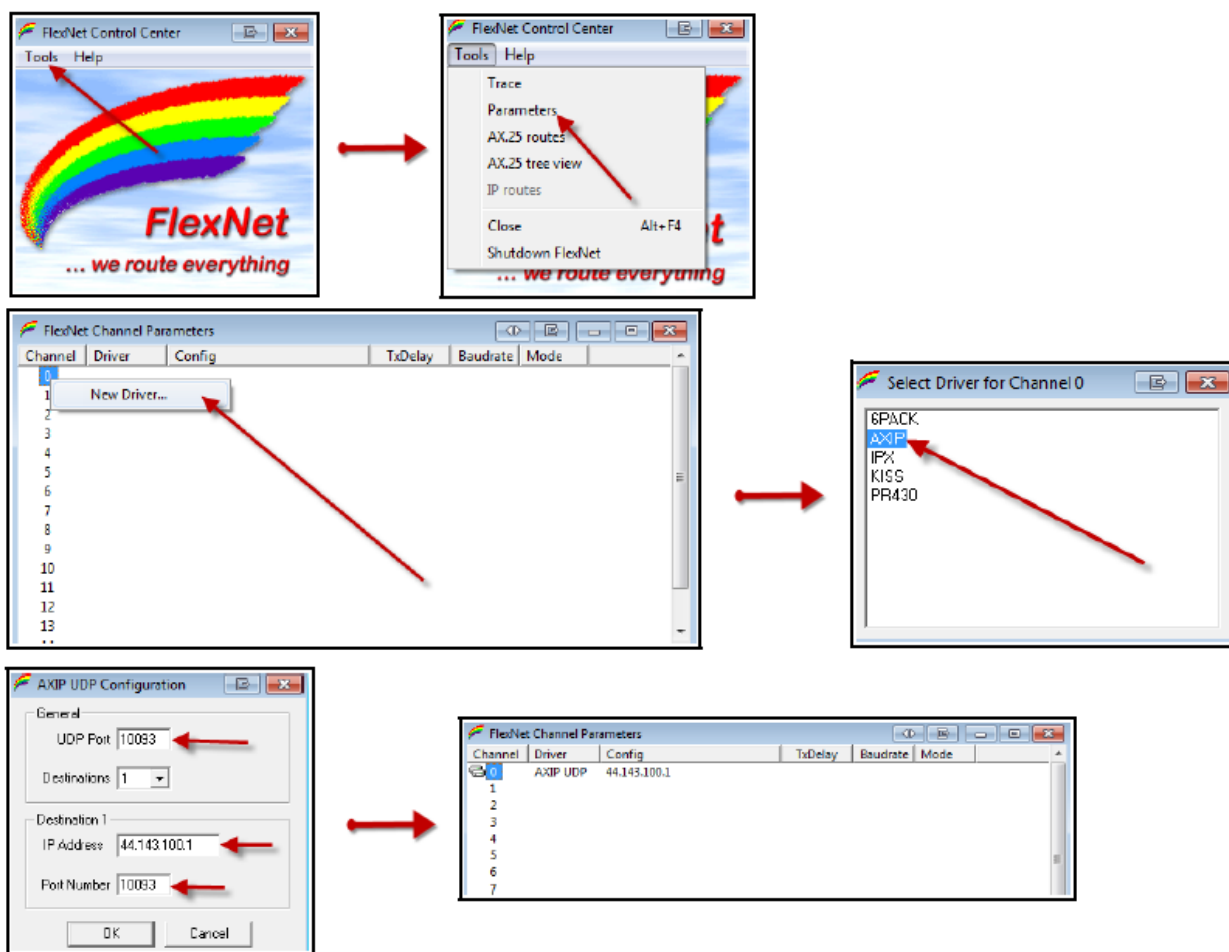 FlexNet Control Center
Tools Help
FlexNet
... we route everything
FlexNet Control Center
Tools Help
Trace
Parameters
AX.25 routes
AX.25 tree view
IP routes
Close Alt+F4
Shutdown FlexNet
t
... we route everything
FlexNet Channel Parameters
Channel Driver Config TxDelay Baudrate Mode
0
1 New Driver...
2
3
4
5
6
7
8
9
10
11
12
13
Select Driver for Channel 0
6PACK
AXIP
IPX
KISS
PR430
AXIP UDP Configuration
General
UDP Port 10093
Destinations 1
Destination 1
IP Address 44.143.100.1
Port Number 10093
OK Cancel
FlexNet Channel Parameters
Channel Driver Config TxDelay Baudrate Mode
0 AXIP UDP 44.143.100.1
1
2
3
4
5
6
7